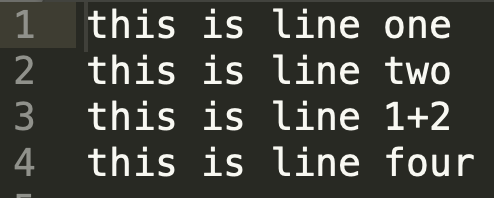 1 this is line one
2 this is line two
3 this is line 1+2
4 this is line four